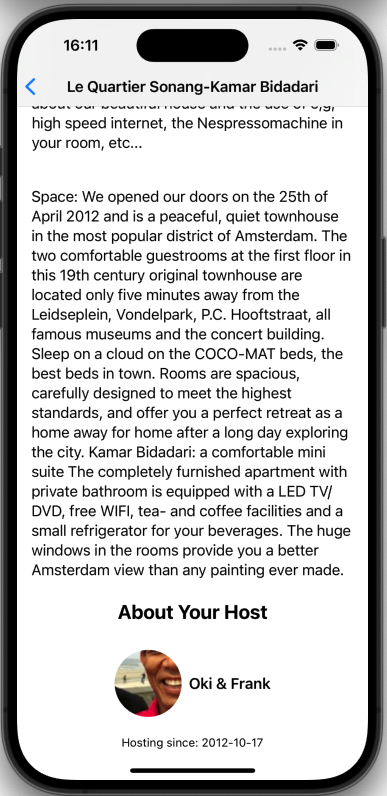 16:11
Le Quartier Sonang-Kamar Bidadari
about our beautiful house and the use of e,g,
high speed internet, the Nespressomachine in
your room, etc...
Space: We opened our doors on the 25th of
April 2012 and is a peaceful, quiet townhouse
in the most popular district of Amsterdam. The
two comfortable guestrooms at the first floor in
this 19th century original townhouse are
located only five minutes away from the
Leidseplein, Vondelpark, P.C. Hooftstraat, all
famous museums and the concert building.
Sleep on a cloud on the COCO-MAT beds, the
best beds in town. Rooms are spacious,
carefully designed to meet the highest
standards, and offer you a perfect retreat as a
home away for home after a long day exploring
the city. Kamar Bidadari: a comfortable mini
suite The completely furnished apartment with
private bathroom is equipped with a LED TV/
DVD, free WIFI, tea- and coffee facilities and a
small refrigerator for your beverages. The huge
windows in the rooms provide you a better
Amsterdam view than any painting ever made.
About Your Host
Oki & Frank
Hosting since: 2012-10-17